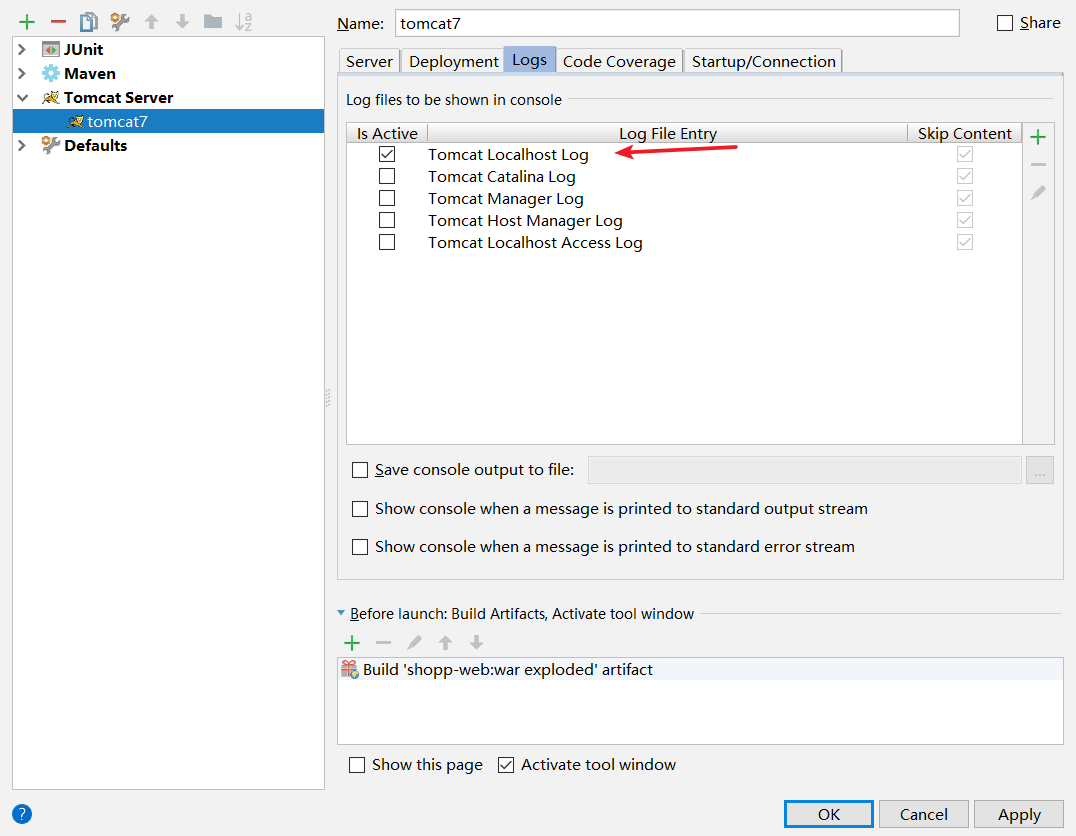 Name: tomcat7
Share
JUnit
Maven
Tomcat Server
tomcat7
Defaults
Server Deployment Logs Code Coverage Startup/Connection
Log files to be shown in console
Is Active Log File Entry Skip Content
Tomcat Localhost Log
Tomcat Catalina Log
Tomcat Manager Log
Tomcat Host Manager Log
Tomcat Localhost Access Log
Save console output to file:
...
Show console when a message is printed to standard output stream
Show console when a message is printed to standard error stream
Before launch: Build Artifacts, Activate tool window
Build 'shopp-web:war exploded' artifact
Show this page Activate tool window
?
OK Cancel Apply